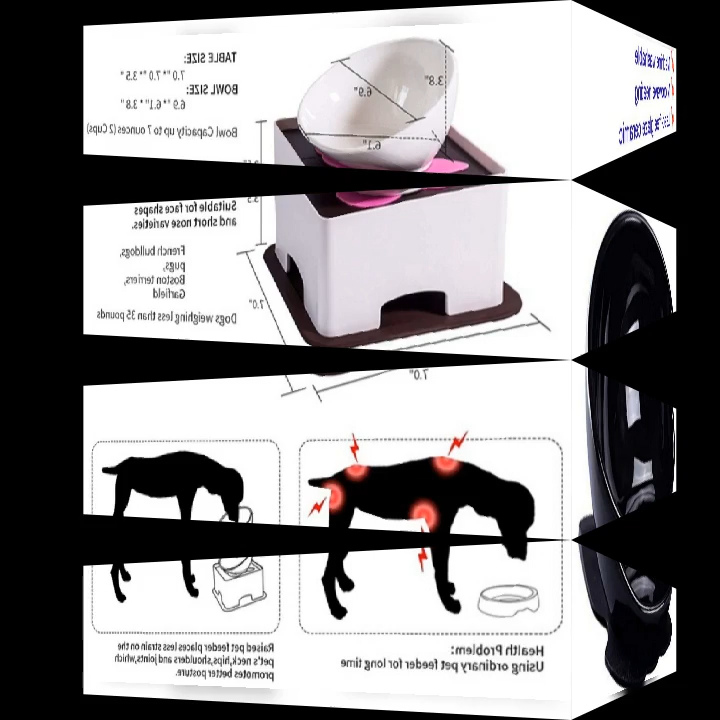 TABLE SIZE:
7.0 "* 7.0 "* 3.5 "
BOWL SIZE:
6.9 "* 6.1"* 3.8"
Bowl Capacity up to 7 ounces (2 Cups)
3.8"
6.9"
6.1"
Suitable for face shapes
and short nose varieties.
French bulldogs,
pugs,
Boston terriers,
Garfield
Dogs weighing less than 35 pounds
7.0"
7.0"
Health Problem:
Using ordinary pet feeder for long time
Raised pet feeder places less strain on
pet's neck,hips,shoulders and joints,which
promotes better posture.